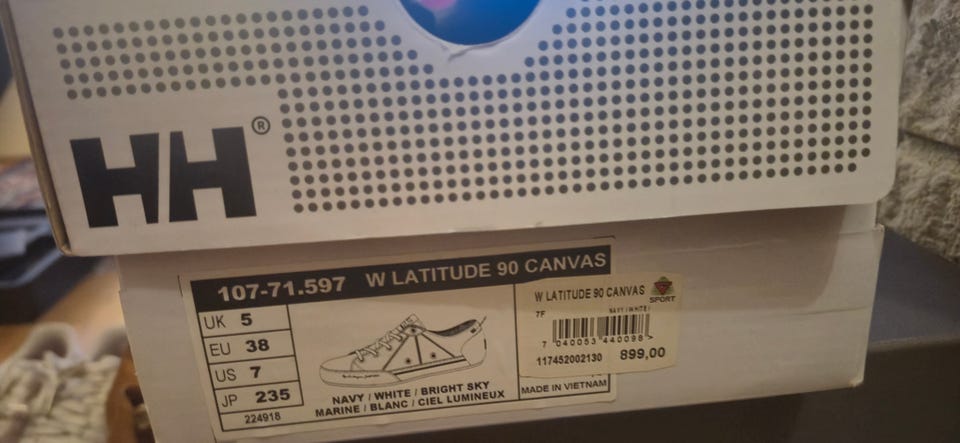 HH®
107-71.597 W LATITUDE 90 CANVAS
UK 5
EU 38
US 7
JP 235
224918
NAVY / WHITE / BRIGHT SKY
MARINE / BLANC / CIEL LUMINEUX
MADE IN VIETNAM
W LATITUDE 90 CANVAS
SPORT
7F NAVY/WHITE/
7 040053 440098
117452002130 899,00